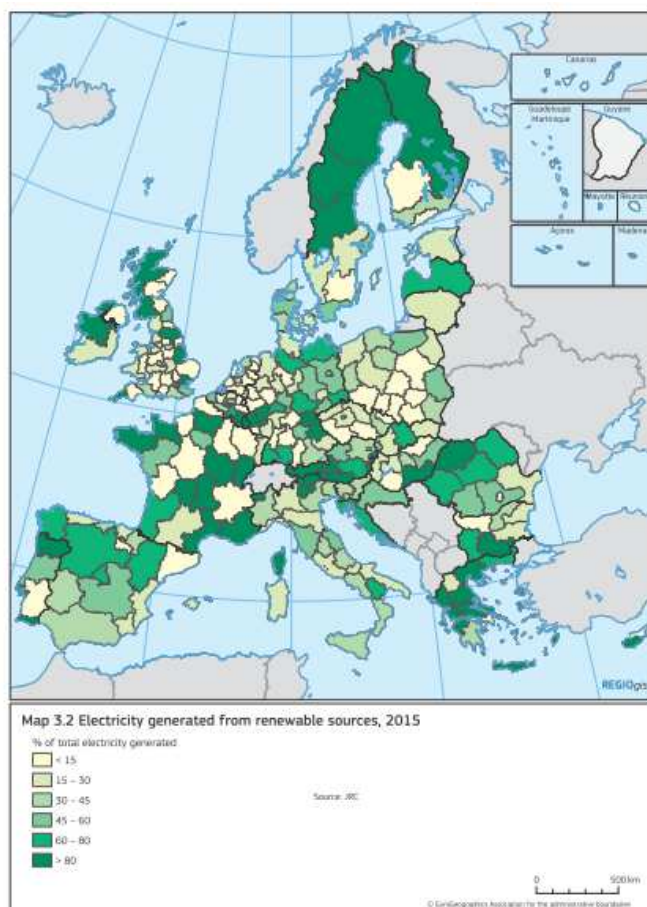 Canarias
Guadeloupe
Martinique
Guyane
Mayotte
Réunion
Açores
Madeira
REGIOgis
Map 3.2 Electricity generated from renewable sources, 2015
% of total electricity generated
< 15
15 – 30
30 – 45
45 – 60
60 – 80
> 80
Source: JRC
0 500 km
© EuroGeographics Association for the administrative boundaries